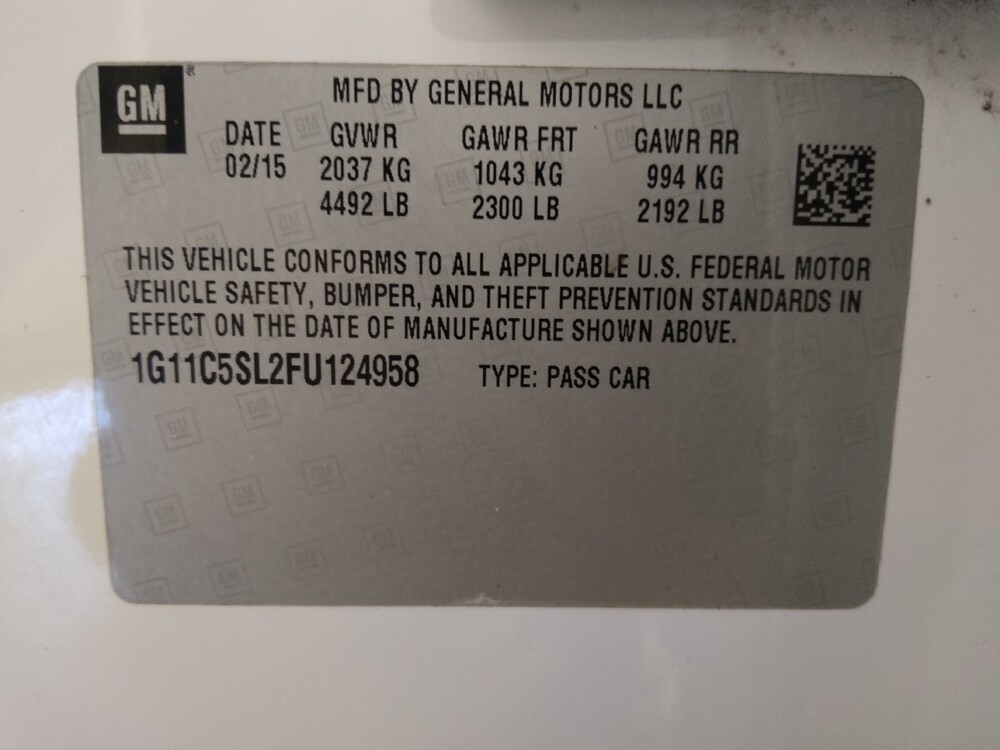 GM
MFD BY GENERAL MOTORS LLC
DATE GVWR GAWR FRT GAWR RR
02/15 2037 KG 1043 KG 994 KG
4492 LB 2300 LB 2192 LB
THIS VEHICLE CONFORMS TO ALL APPLICABLE U.S. FEDERAL MOTOR
VEHICLE SAFETY, BUMPER, AND THEFT PREVENTION STANDARDS IN
EFFECT ON THE DATE OF MANUFACTURE SHOWN ABOVE.
1G11C5SL2FU124958 TYPE: PASS CAR